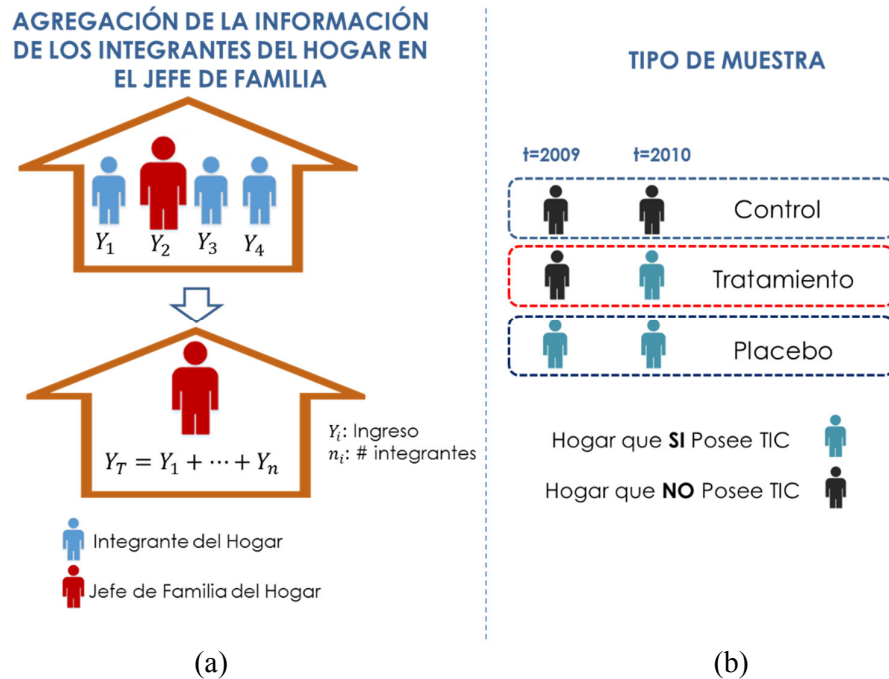 AGREGACIÓN DE LA INFORMACIÓN
DE LOS INTEGRANTES DEL HOGAR EN
EL JEFE DE FAMILIA
Y₁ Y₂ Y₃ Y₄
Y_T = Y₁ + ⋯ + Yₙ
Yᵢ: Ingreso
nᵢ: # integrantes
Integrante del Hogar
Jefe de Familia del Hogar
(a)
TIPO DE MUESTRA
t=2009 t=2010
Control
Tratamiento
Placebo
Hogar que SI Posee TIC
Hogar que NO Posee TIC
(b)